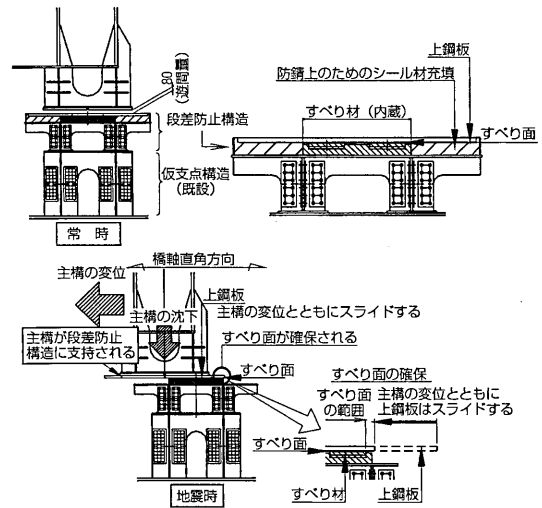 180
(遊間量)
段差防止構造
仮支点構造
(既設)
常 時
上鋼板
防錆上のためのシール材充填
すべり材(内蔵)
すべり面
橋軸直角方向
主構の変位
上鋼板
主構の変位とともにスライドする
主構の沈下
すべり面が確保される
主構が段差防止
構造に支持される
すべり面
地震時
すべり面の確保
すべり面
の範囲
主構の変位とともに
上鋼板はスライドする
すべり面
すべり材
上鋼板